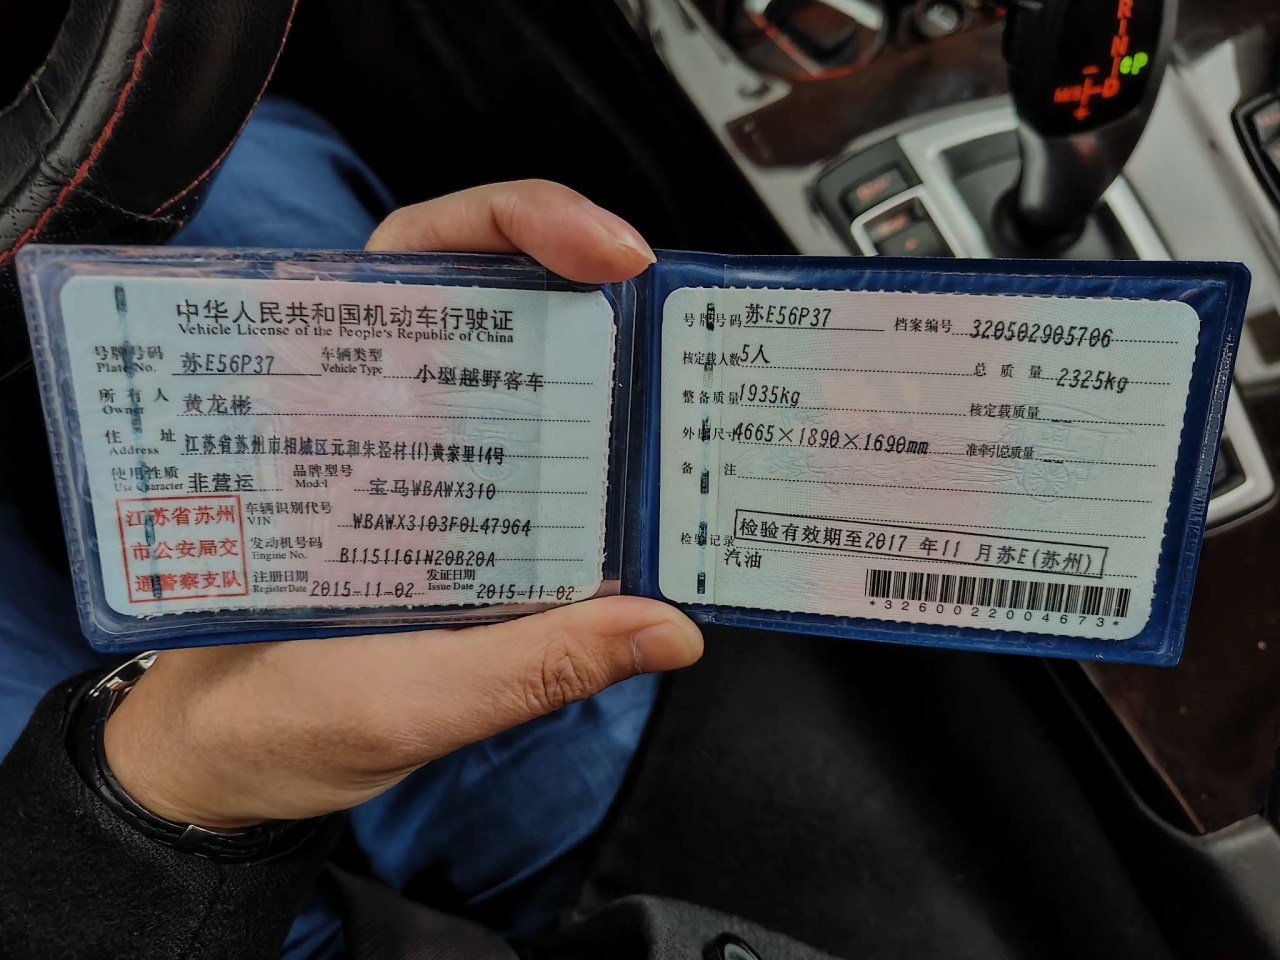 中华人民共和国机动车行驶证
Vehicle License of the People's Republic of China
号牌号码 苏E56P37 车辆类型 小型越野客车
Plate No. Vehicle Type
所有人 黄龙彬
Owner
住址 江苏省苏州市相城区元和朱泾村(1)黄家里14号
Address
使用性质 非营运 品牌型号 宝马WBAWX310
Use Character Model
江苏省苏州
市公安局交
通警察支队
车辆识别代号 WBAWX3103F0L47964
VIN
发动机号码 B1151161N20B20A
Engine No.
注册日期 2015-11-02 发证日期 2015-11-02
Register Date Issue Date
号牌号码 苏E56P37 档案编号 320502905706
核定载人数 5人 总质量 2325kg
整备质量 1935kg 核定载质量
外廓尺寸 4665×1890×1690mm 准牵引总质量
备注
检验记录 检验有效期至2017 年11 月苏E(苏州)
汽油
*3260022004673*
R
N
D
M/S
P